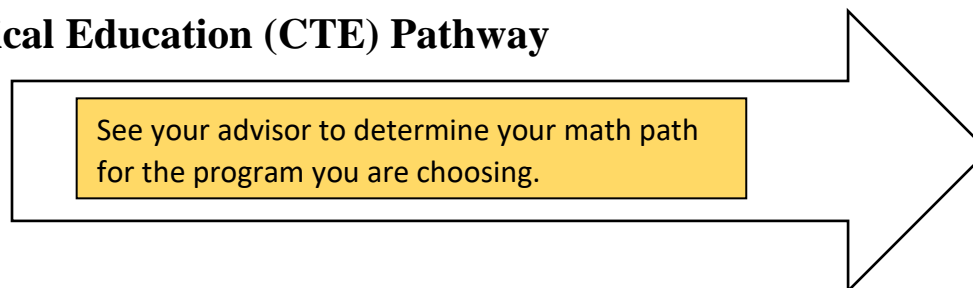 ical Education (CTE) Pathway
See your advisor to determine your math path
for the program you are choosing.